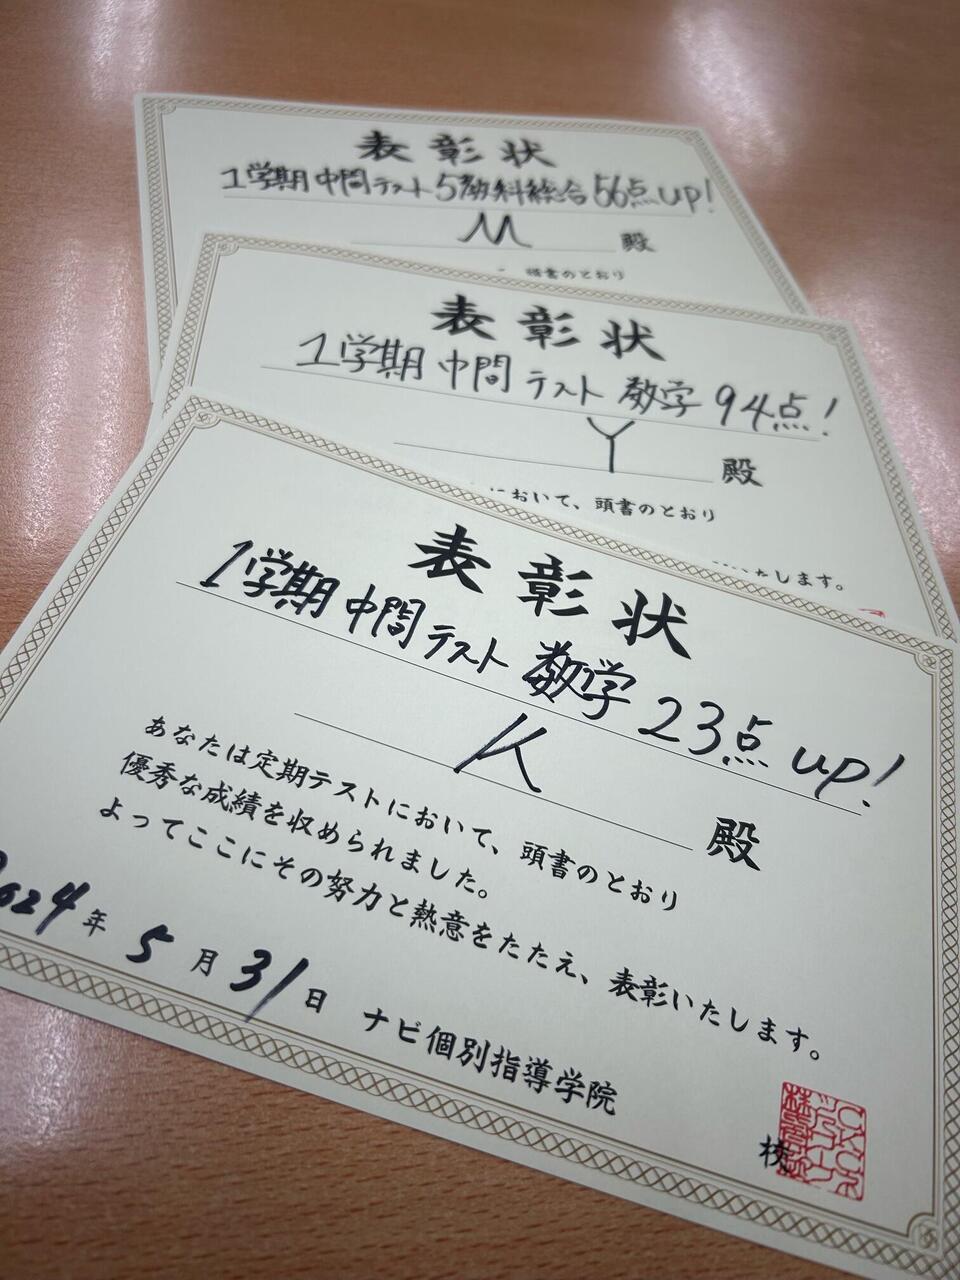 表彰状
1学期中間テスト5教科総合56点up!
M 殿
頭書のとおり
表彰状
1学期中間テスト 数学 94点!
Y 殿
において、頭書のとおり
いたします。
表彰状
1学期中間テスト 数学 23点up!
K 殿
あなたは定期テストにおいて、頭書のとおり
優秀な成績を収められました。
よってここにその努力と熱意をたたえ、表彰いたします。
2024年5月31日
ナビ個別指導学院
校